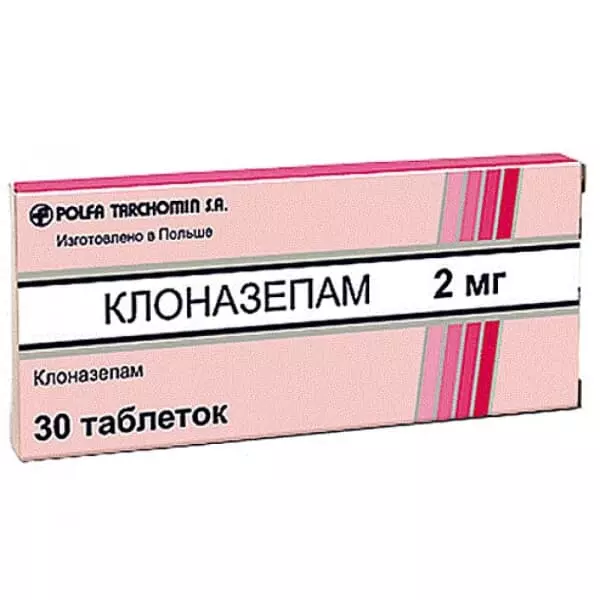 POLFA TARCHOMIN S.A.
Изготовлено в Польше
КЛОНАЗЕПАМ 2 мг
Клоназепам
30 таблеток